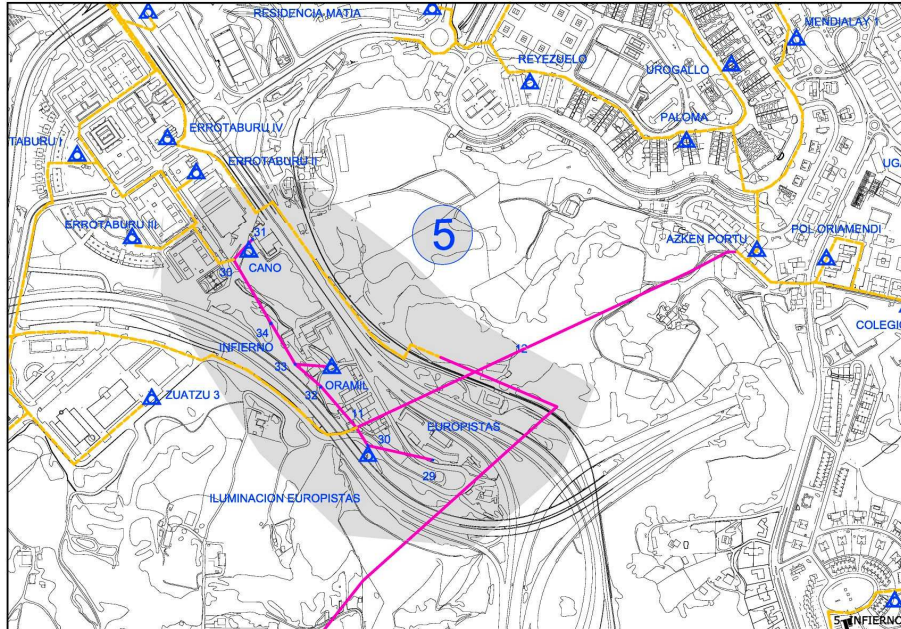 RESIDENCIA MATIA
MENDIALAY 1
REYEZUELO
UROGALLO
PALOMA
ERROTABURU IV
TABURU I
ERROTABURU II
UGA
ERROTABURU III
31
5
AZKEN PORTU
POL ORIAMENDI
36
CANO
COLEGIO
34
INFIERNO
12
33
ORAMIL
32
ZUATZU 3
11
EUROPISTAS
30
29
ILUMINACION EUROPISTAS
5- INFIERNO